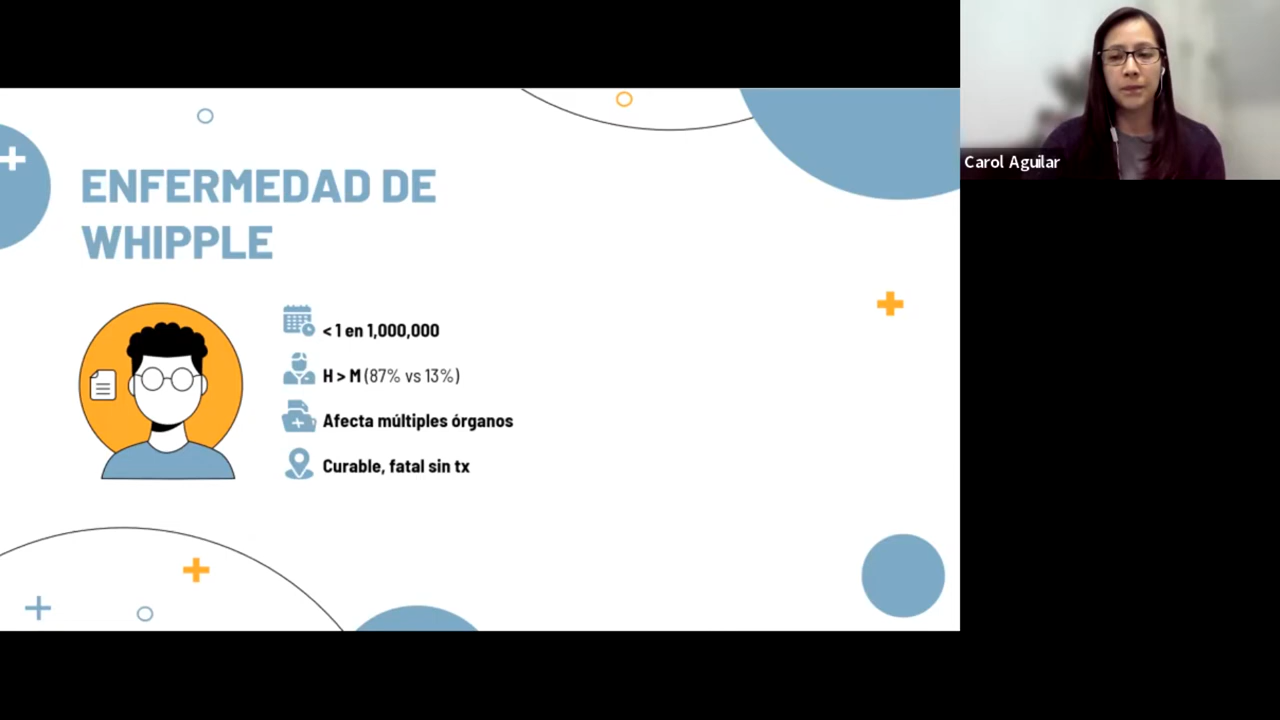 ENFERMEDAD DE
WHIPPLE
< 1 en 1,000,000
H > M (87% vs 13%)
Afecta múltiples órganos
Curable, fatal sin tx
Carol Aguilar